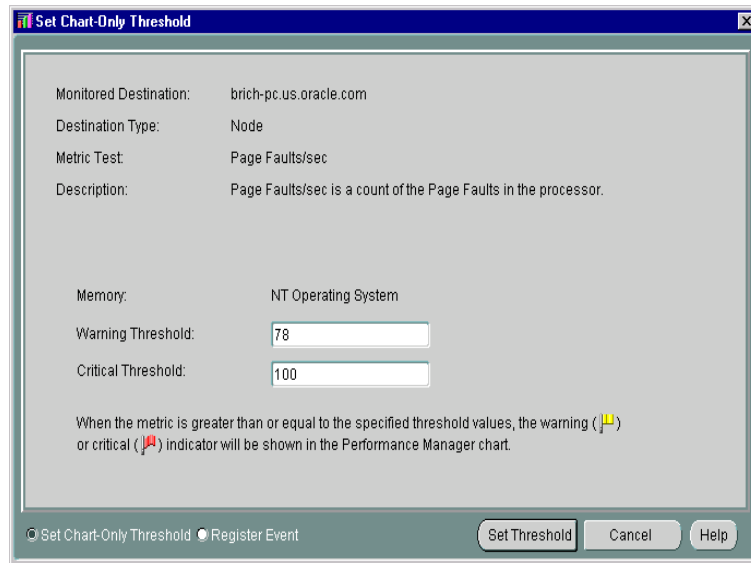 Set Chart-Only Threshold
Monitored Destination: brich-pc.us.oracle.com
Destination Type: Node
Metric Test: Page Faults/sec
Description: Page Faults/sec is a count of the Page Faults in the processor.
Memory: NT Operating System
Warning Threshold: 78
Critical Threshold: 100
When the metric is greater than or equal to the specified threshold values, the warning ( )
or critical ( ) indicator will be shown in the Performance Manager chart.
Set Chart-Only Threshold Register Event Set Threshold Cancel Help